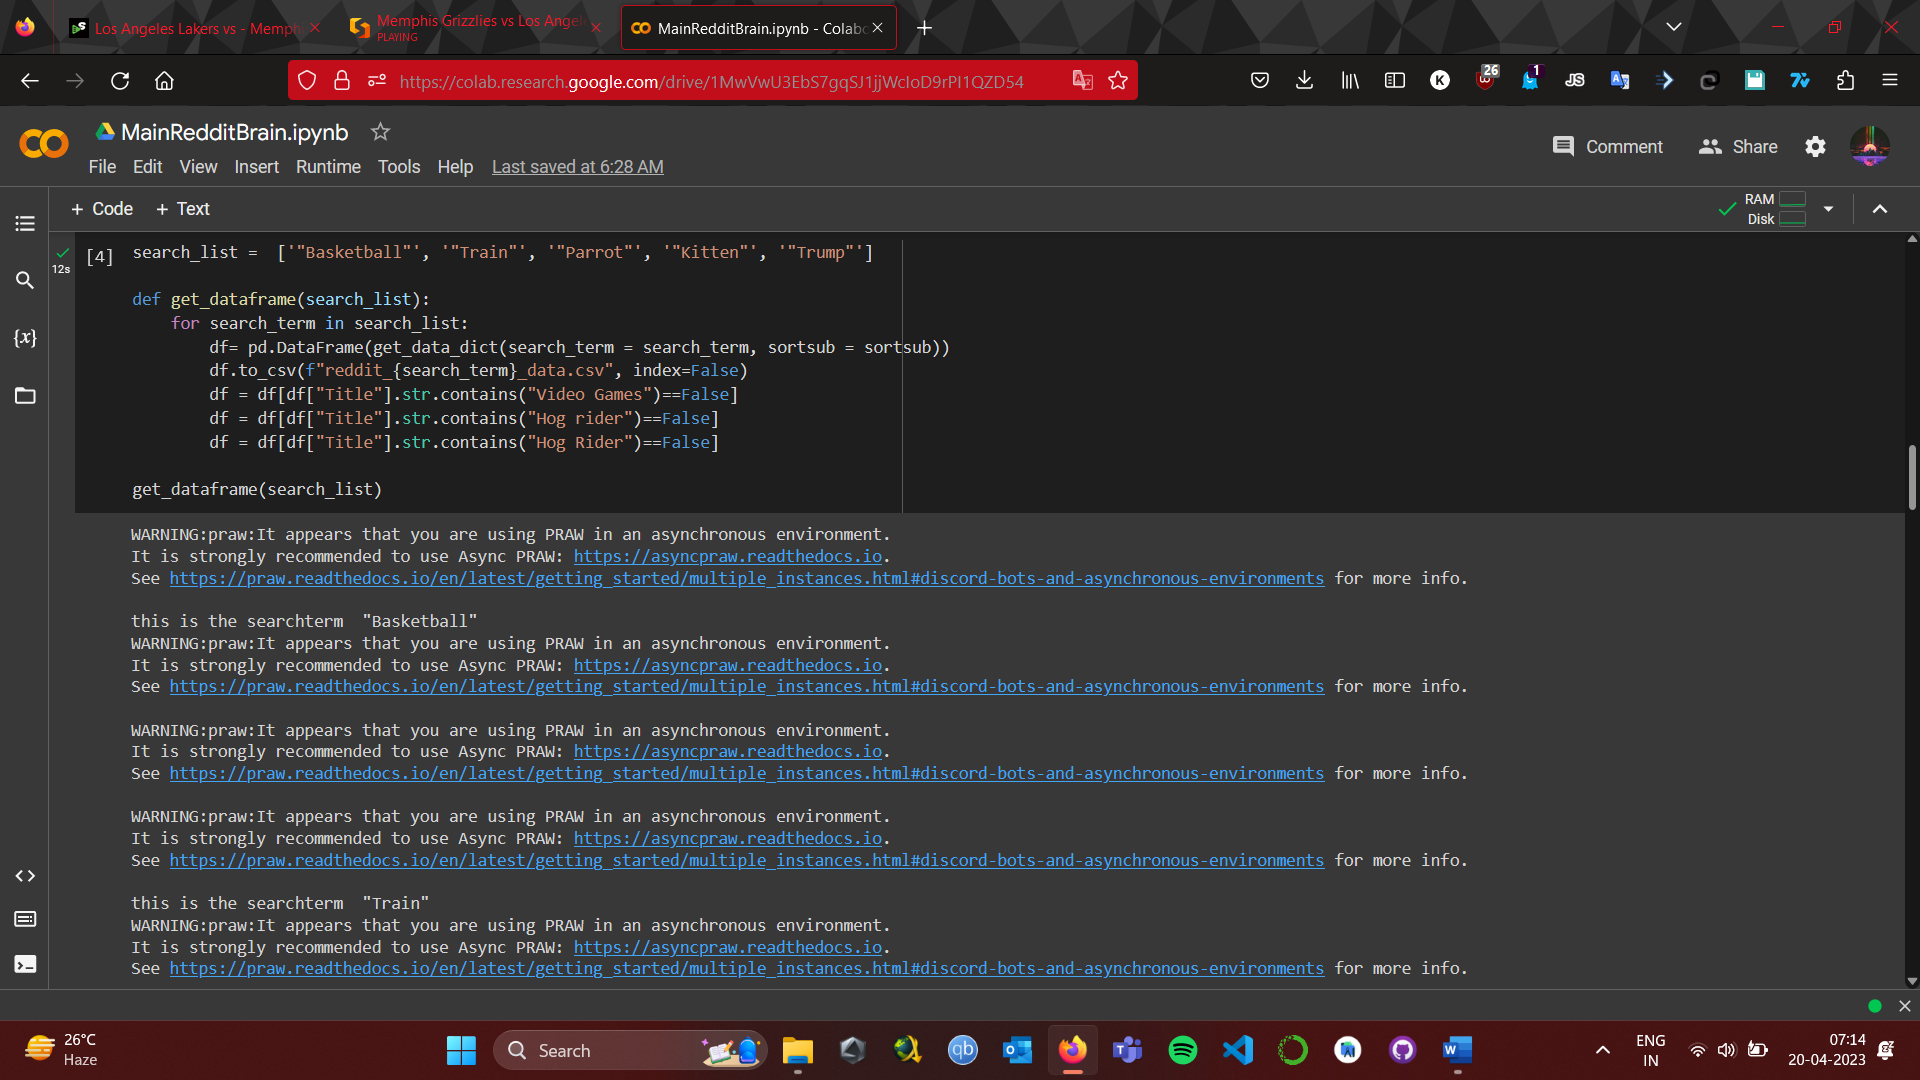 Los Angeles Lakers vs - Memph
Memphis Grizzlies vs Los Angele
PLAYING
MainRedditBrain.ipynb - Colabo
https://colab.research.google.com/drive/1MwVwU3EbS7gqSJ1jjWcIoD9rPI1QZD54
26
1
K
JS
MainRedditBrain.ipynb
Comment
Share
File Edit View Insert Runtime Tools Help Last saved at 6:28 AM
+ Code + Text
RAM
Disk
12s
[4]
search_list =  ['"Basketball"', '"Train"', '"Parrot"', '"Kitten"', '"Trump"']
def get_dataframe(search_list):
for search_term in search_list:
df= pd.DataFrame(get_data_dict(search_term = search_term, sortsub = sortsub))
df.to_csv(f"reddit_{search_term}_data.csv", index=False)
df = df[df["Title"].str.contains("Video Games")==False]
df = df[df["Title"].str.contains("Hog rider")==False]
df = df[df["Title"].str.contains("Hog Rider")==False]
get_dataframe(search_list)
{x}
WARNING:praw:It appears that you are using PRAW in an asynchronous environment.
It is strongly recommended to use Async PRAW: https://asyncpraw.readthedocs.io.
See https://praw.readthedocs.io/en/latest/getting_started/multiple_instances.html#discord-bots-and-asynchronous-environments for more info.
this is the searchterm  "Basketball"
WARNING:praw:It appears that you are using PRAW in an asynchronous environment.
It is strongly recommended to use Async PRAW: https://asyncpraw.readthedocs.io.
See https://praw.readthedocs.io/en/latest/getting_started/multiple_instances.html#discord-bots-and-asynchronous-environments for more info.
WARNING:praw:It appears that you are using PRAW in an asynchronous environment.
It is strongly recommended to use Async PRAW: https://asyncpraw.readthedocs.io.
See https://praw.readthedocs.io/en/latest/getting_started/multiple_instances.html#discord-bots-and-asynchronous-environments for more info.
WARNING:praw:It appears that you are using PRAW in an asynchronous environment.
It is strongly recommended to use Async PRAW: https://asyncpraw.readthedocs.io.
See https://praw.readthedocs.io/en/latest/getting_started/multiple_instances.html#discord-bots-and-asynchronous-environments for more info.
this is the searchterm  "Train"
WARNING:praw:It appears that you are using PRAW in an asynchronous environment.
It is strongly recommended to use Async PRAW: https://asyncpraw.readthedocs.io.
See https://praw.readthedocs.io/en/latest/getting_started/multiple_instances.html#discord-bots-and-asynchronous-environments for more info.
26°C
Haze
Search
qb
ENG
IN
07:14
20-04-2023